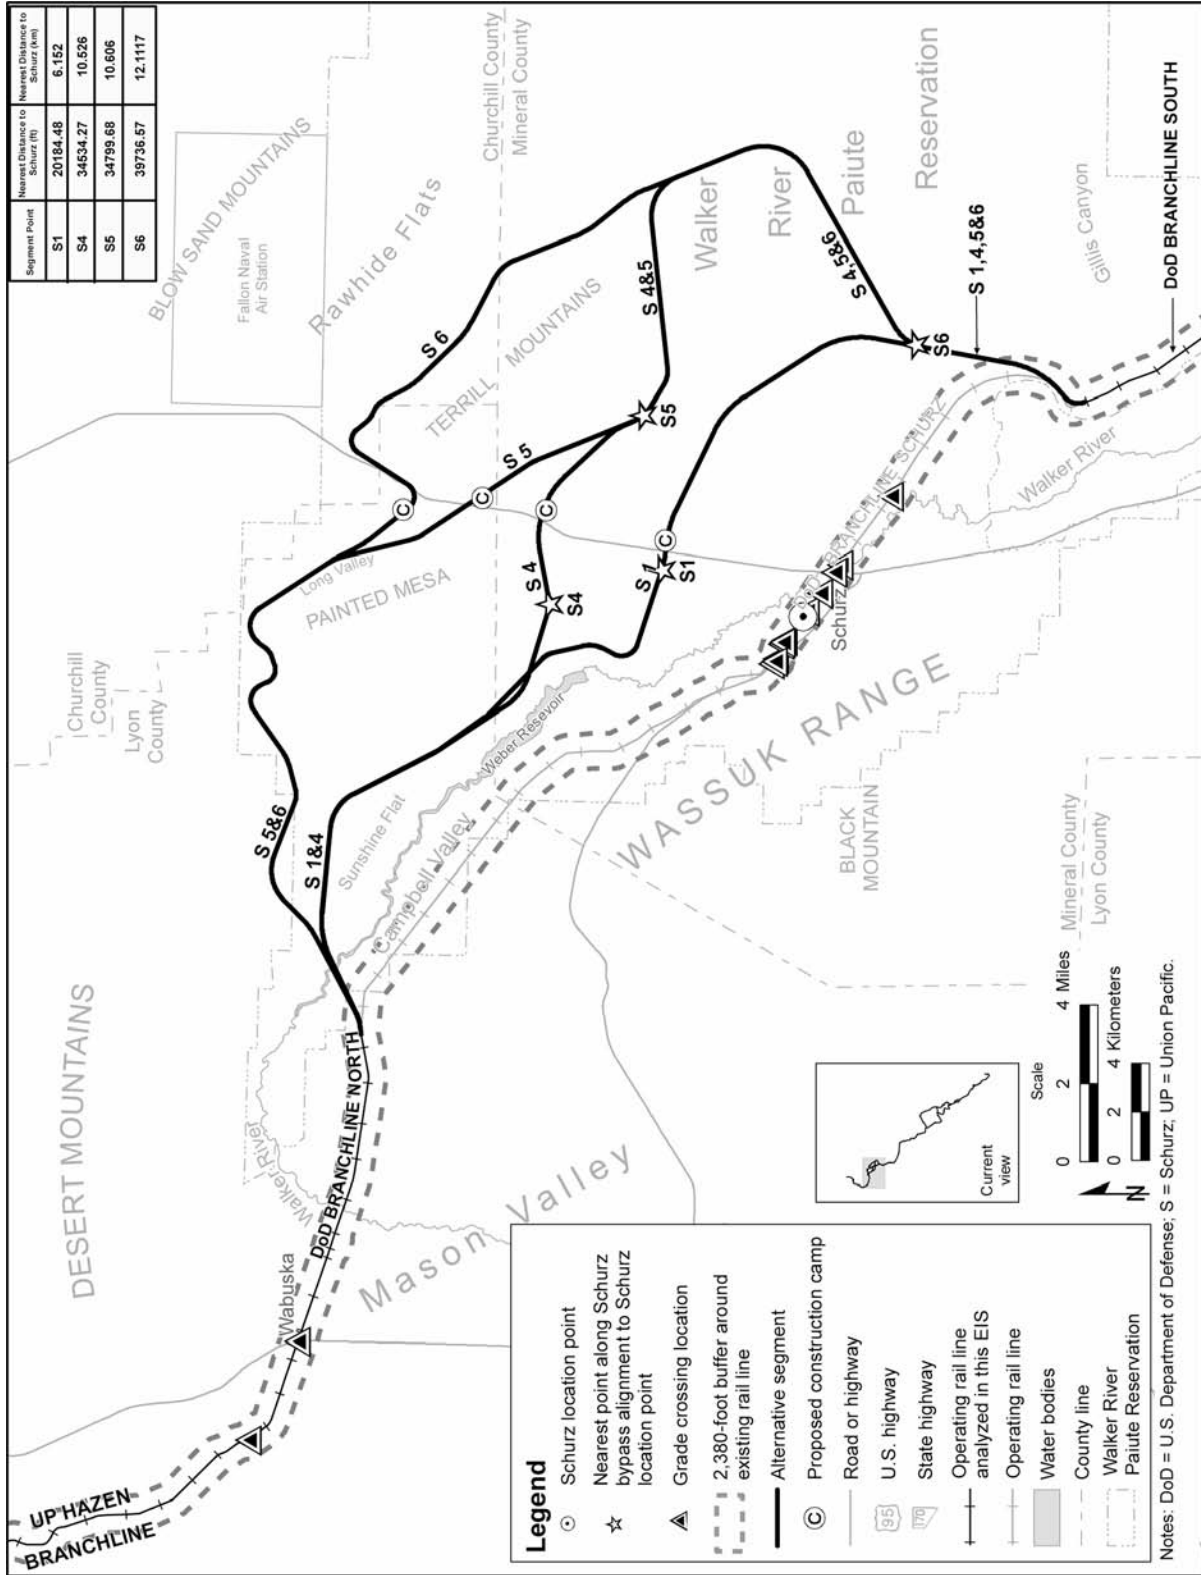 Segment Point
Nearest Distance to Schurz (ft)
Nearest Distance to Schurz (km)
S1 20184.48 6.152
S4 34534.27 10.526
S5 34799.68 10.606
S6 39736.57 12.1117
UP HAZEN
BRANCHLINE
DESERT MOUNTAINS
Wabuska
Walker River
DoD BRANCHLINE NORTH
Mason Valley
Churchill
County
Lyon
County
S 5&6
S 1&4
Sunshine Flat
Campbell Valley
Weber Resevoir
Long Valley
PAINTED MESA
BLOW SAND MOUNTAINS
Fallon Naval
Air Station
Rawhide Flats
Churchill County
Mineral County
TERRILL MOUNTAINS
S 6
C
S 5
C
S 4
C
S4
S 1
C
S1
S5
S 4&5
S 4,5&6
Walker
River
Paiute
Reservation
S6
S 1,4,5&6
DoD BRANCHLINE SOUTH
Gillis Canyon
Walker River
DoD BRANCHLINE SCHURZ
Schurz
WASSUK RANGE
BLACK
MOUNTAIN
Mineral County
Lyon County
Legend
Schurz location point
Nearest point along Schurz
bypass alignment to Schurz
location point
Grade crossing location
2,380-foot buffer around
existing rail line
Alternative segment
C Proposed construction camp
Road or highway
95 U.S. highway
170 State highway
Operating rail line
analyzed in this EIS
Operating rail line
Water bodies
County line
Walker River
Paiute Reservation
Current
view
Scale
0 2 4 Miles
0 2 4 Kilometers
N
Notes: DoD = U.S. Department of Defense; S = Schurz; UP = Union Pacific.